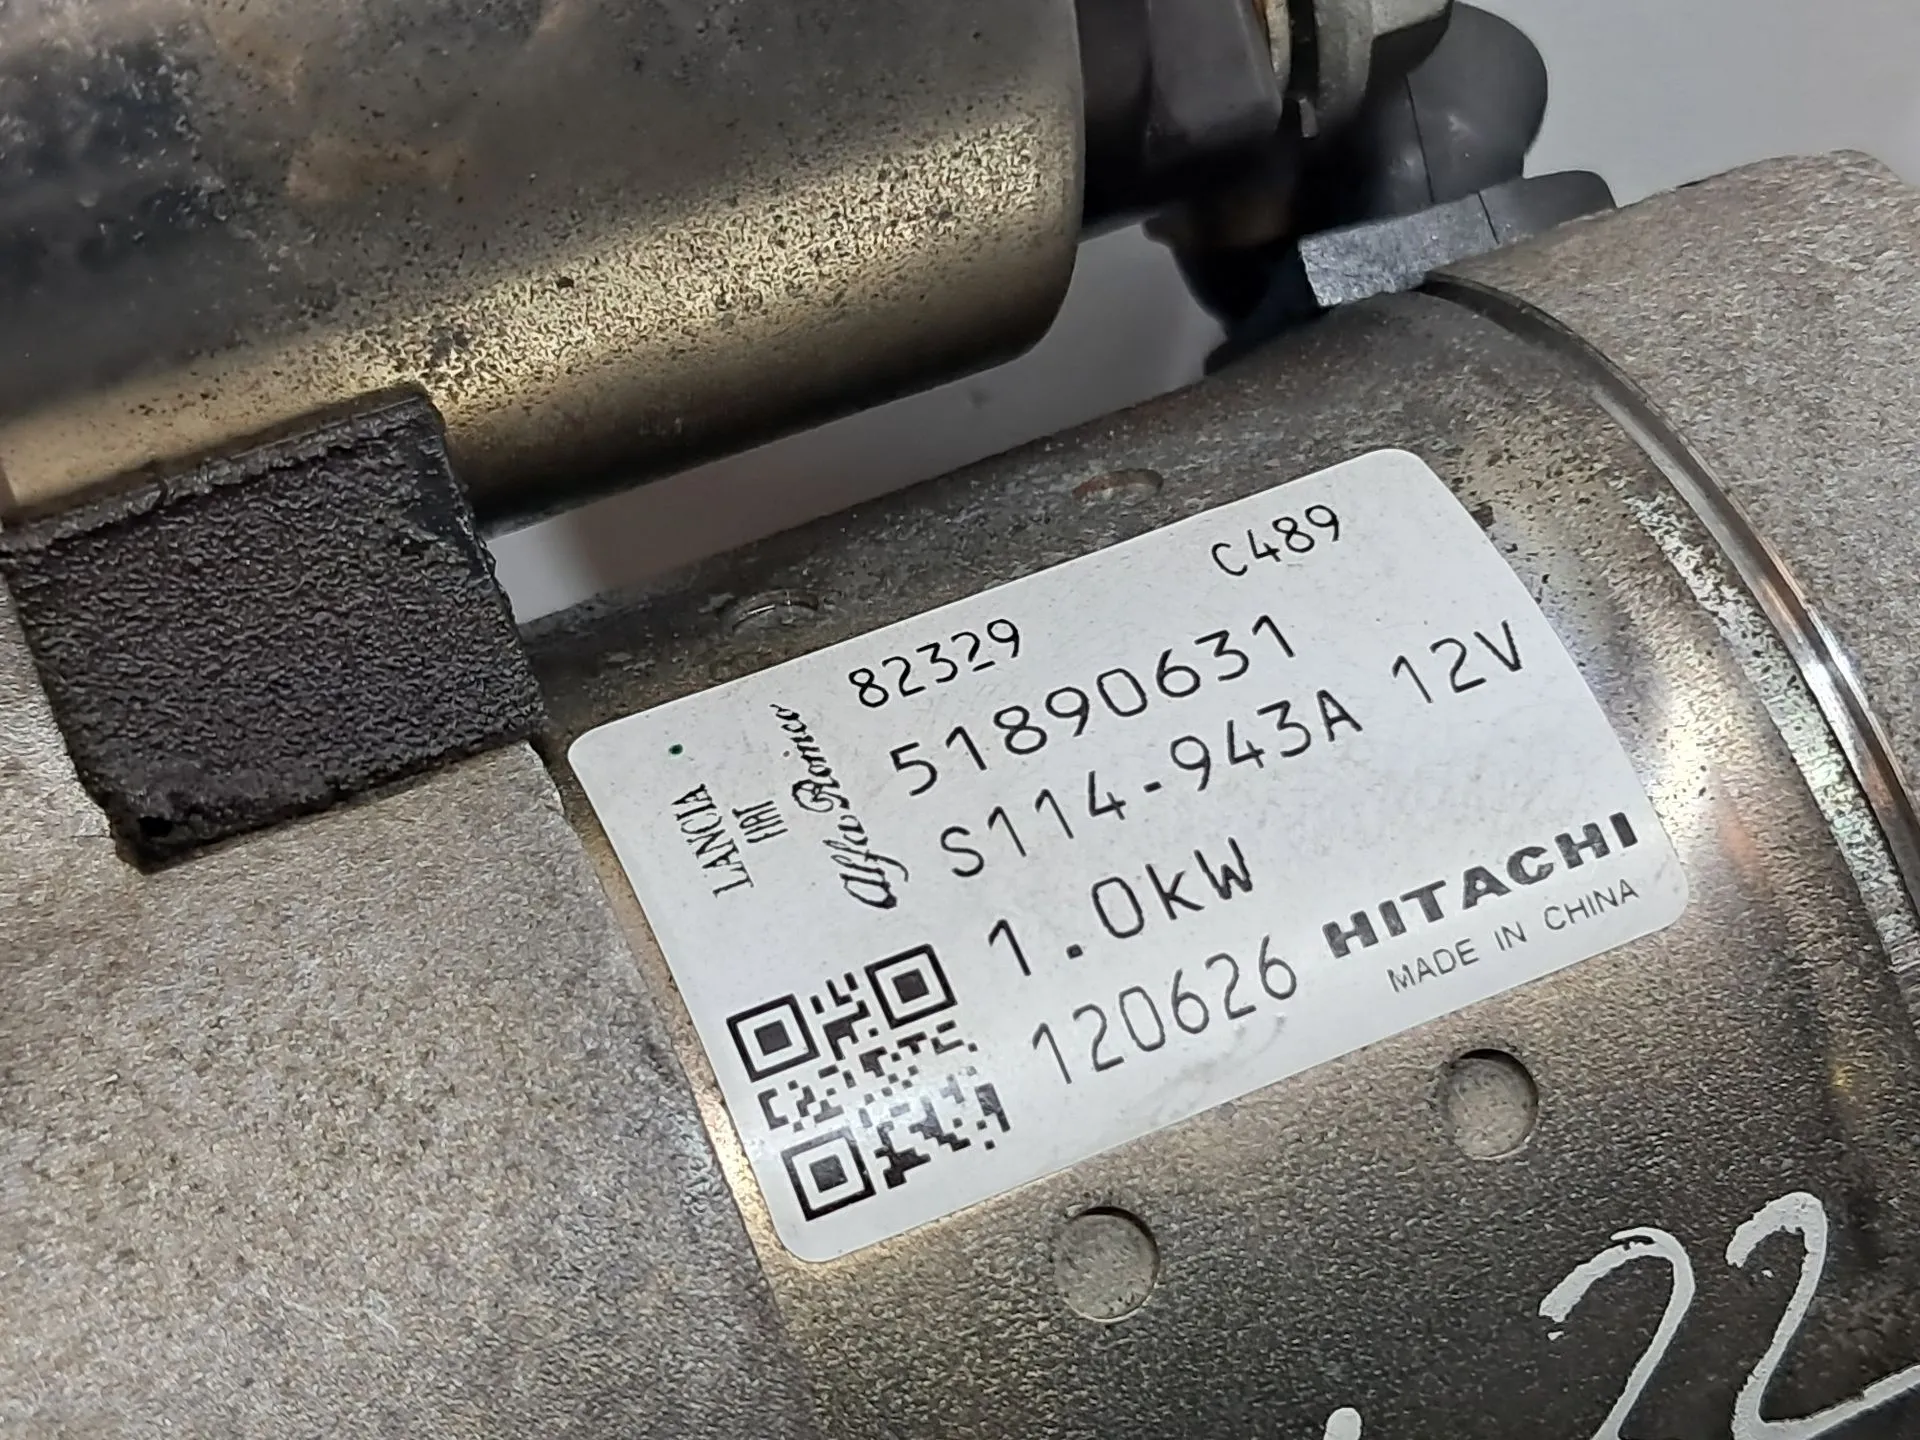 C489
82329
51890631
S114-943A 12V
1.0kW
120626
HITACHI
MADE IN CHINA
LANCIA
FIAT
Alfa Romeo
22